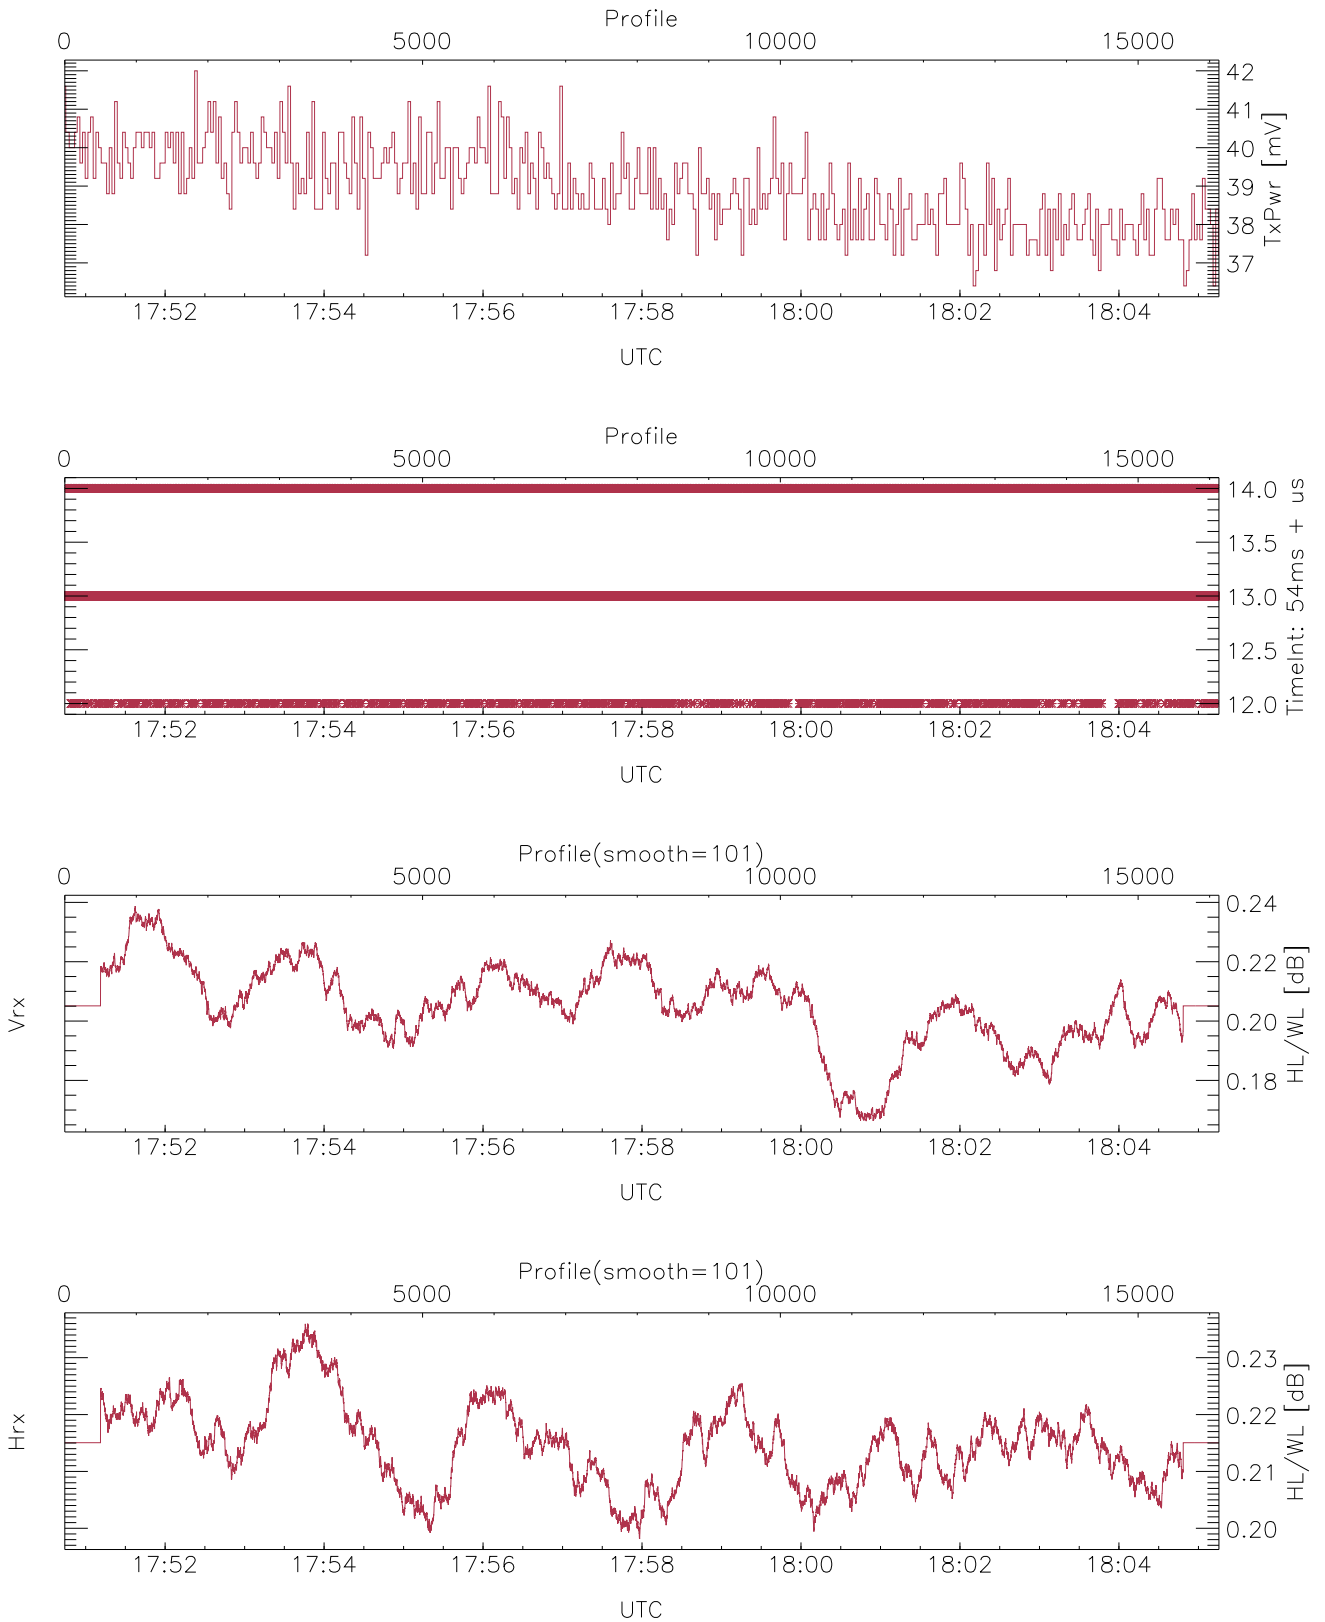 Profile
0 5000 10000 15000
42
41
40
39
38
37
TxPwr [mV]
17:52 17:54 17:56 17:58 18:00 18:02 18:04
UTC
Profile
0 5000 10000 15000
14.0
13.5
13.0
12.5
12.0
TimeInt: 54ms + us
17:52 17:54 17:56 17:58 18:00 18:02 18:04
UTC
Profile(smooth=101)
0 5000 10000 15000
Vrx
0.24
0.22
0.20
0.18
HL/WL [dB]
17:52 17:54 17:56 17:58 18:00 18:02 18:04
UTC
Profile(smooth=101)
0 5000 10000 15000
Hrx
0.23
0.22
0.21
0.20
HL/WL [dB]
17:52 17:54 17:56 17:58 18:00 18:02 18:04
UTC